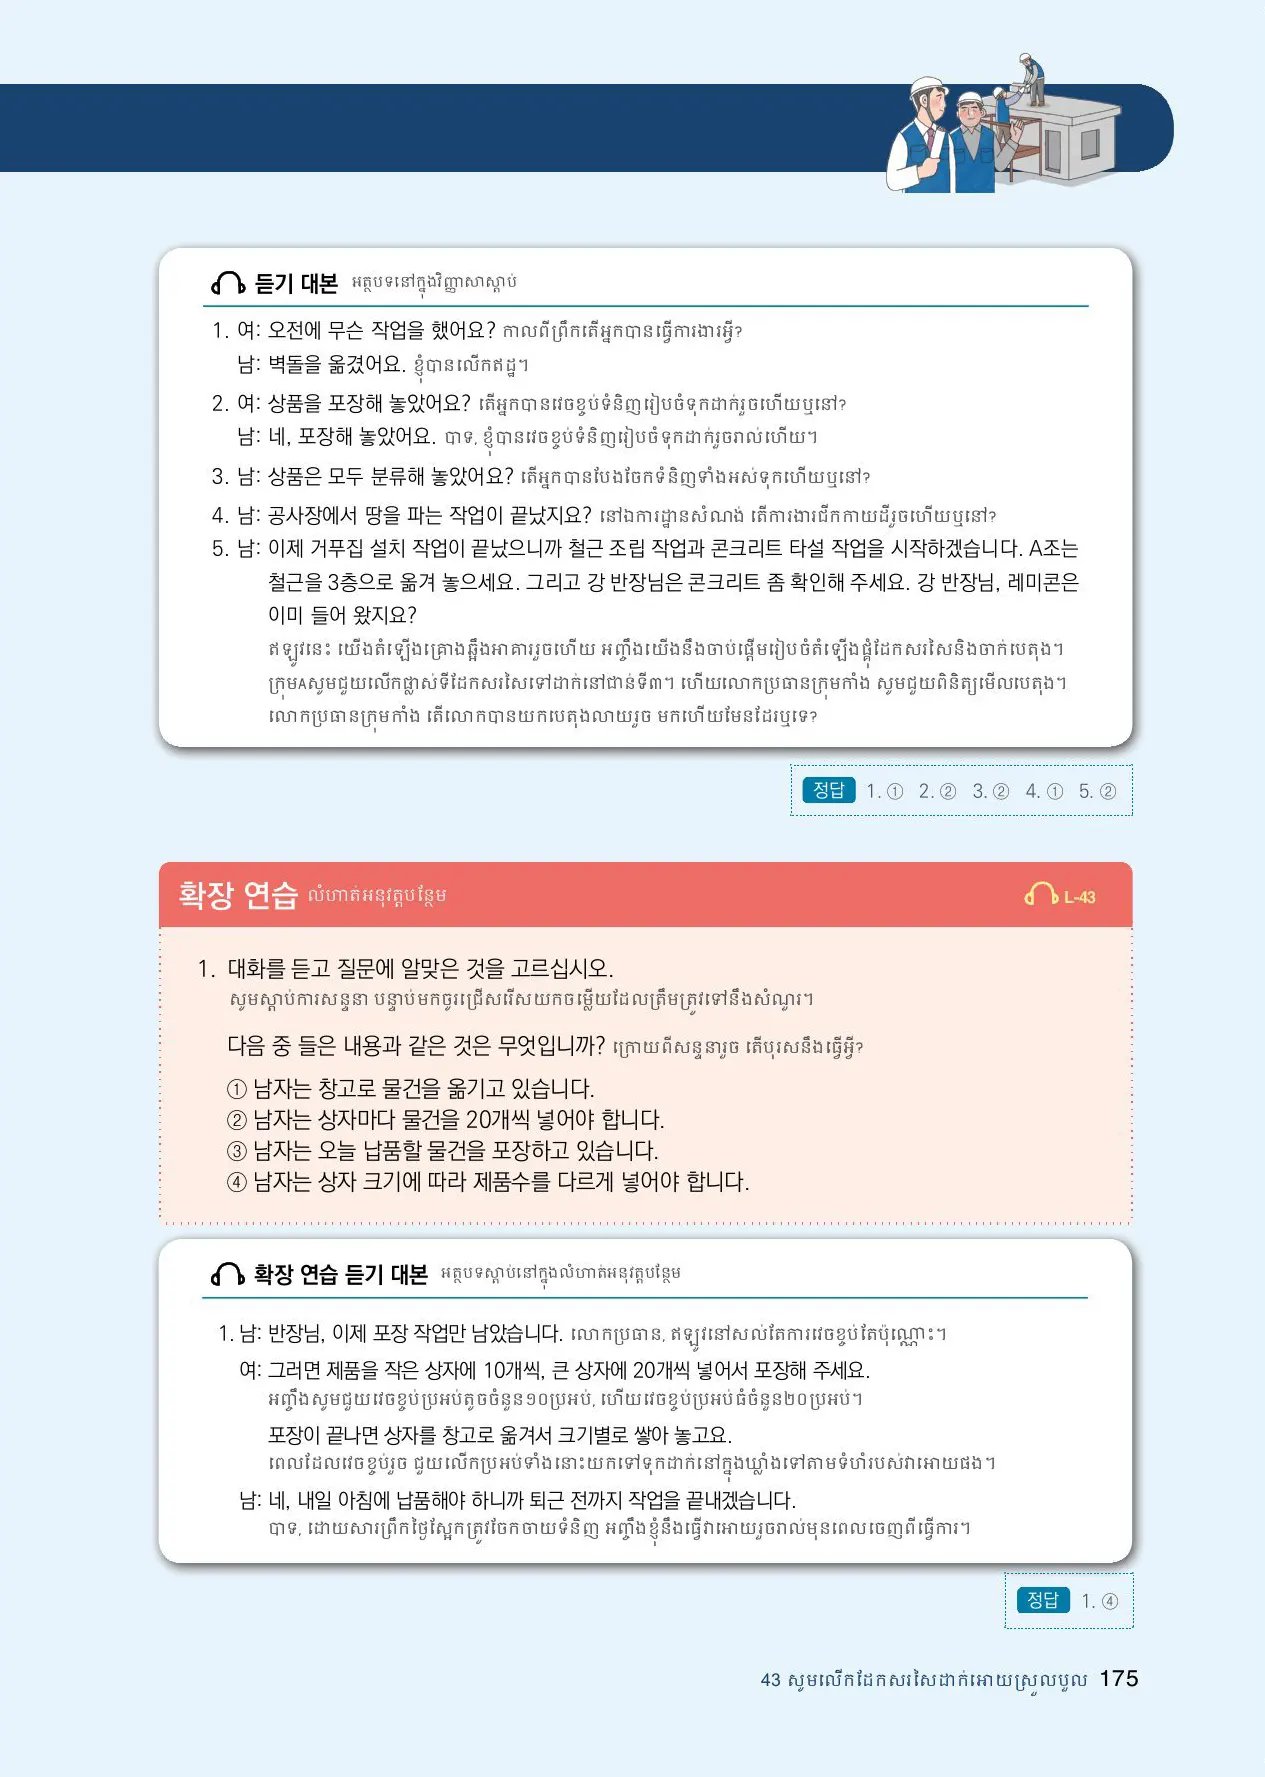 듣기 대본 អត្ថបទនៅក្នុងវិញ្ញាសាស្តាប់
1. 여: 오전에 무슨 작업을 했어요? កាលពីព្រឹកតើអ្នកបានធ្វើការងារអ្វី?
남: 벽돌을 옮겼어요. ខ្ញុំបានលើកឥដ្ឋ។
2. 여: 상품을 포장해 놓았어요? តើអ្នកបានវេចខ្ចប់ទំនិញរៀបចំទុកដាក់រួចហើយឬនៅ?
남: 네, 포장해 놓았어요. បាទ, ខ្ញុំបានវេចខ្ចប់ទំនិញរៀបចំទុកដាក់រួចរាល់ហើយ។
3. 남: 상품은 모두 분류해 놓았어요? តើអ្នកបានបែងចែកទំនិញទាំងអស់ទុកហើយឬនៅ?
4. 남: 공사장에서 땅을 파는 작업이 끝났지요? នៅឯការដ្ឋានសំណង់ តើការងារជីកកាយដីរួចហើយឬនៅ?
5. 남: 이제 거푸집 설치 작업이 끝났으니까 철근 조립 작업과 콘크리트 타설 작업을 시작하겠습니다. A조는
철근을 3층으로 옮겨 놓으세요. 그리고 강 반장님은 콘크리트 좀 확인해 주세요. 강 반장님, 레미콘은
이미 들어 왔지요?
ឥឡូវនេះ យើងតំឡើងគ្រោងឆ្អឹងអាគាររួចហើយ អញ្ចឹងយើងនឹងចាប់ផ្តើមរៀបចំតំឡើងផ្គុំដែកសរសៃនិងចាក់បេតុង។
ក្រុមAសូមជួយលើកផ្លាស់ទីដែកសរសៃទៅដាក់នៅជាន់ទី៣។ ហើយលោកប្រធានក្រុមកាំង សូមជួយពិនិត្យមើលបេតុង។
លោកប្រធានក្រុមកាំង តើលោកបានយកបេតុងលាយរួច មកហើយមែនដែរឬទេ?
정답 1. ① 2. ② 3. ② 4. ① 5. ②
확장 연습 លំហាត់អនុវត្តបន្ថែម L-43
1. 대화를 듣고 질문에 알맞은 것을 고르십시오.
សូមស្តាប់ការសន្ទនា បន្ទាប់មកចូរជ្រើសរើសយកចម្លើយដែលត្រឹមត្រូវទៅនឹងសំណួរ។
다음 중 들은 내용과 같은 것은 무엇입니까? ក្រោយពីសន្ទនារួច តើបុរសនឹងធ្វើអ្វី?
① 남자는 창고로 물건을 옮기고 있습니다.
② 남자는 상자마다 물건을 20개씩 넣어야 합니다.
③ 남자는 오늘 납품할 물건을 포장하고 있습니다.
④ 남자는 상자 크기에 따라 제품수를 다르게 넣어야 합니다.
확장 연습 듣기 대본 អត្ថបទស្តាប់នៅក្នុងលំហាត់អនុវត្តបន្ថែម
1. 남: 반장님, 이제 포장 작업만 남았습니다. លោកប្រធាន, ឥឡូវនៅសល់តែការវេចខ្ចប់តែប៉ុណ្ណោះ។
여: 그러면 제품을 작은 상자에 10개씩, 큰 상자에 20개씩 넣어서 포장해 주세요.
អញ្ចឹងសូមជួយវេចខ្ចប់ប្រអប់តូចចំនួន១០ប្រអប់, ហើយវេចខ្ចប់ប្រអប់ធំចំនួន២០ប្រអប់។
포장이 끝나면 상자를 창고로 옮겨서 크기별로 쌓아 놓고요.
ពេលដែលវេចខ្ចប់រួច ជួយលើកប្រអប់ទាំងនោះយកទៅទុកដាក់នៅក្នុងឃ្លាំងទៅតាមទំហំរបស់វាអោយផង។
남: 네, 내일 아침에 납품해야 하니까 퇴근 전까지 작업을 끝내겠습니다.
បាទ, ដោយសារព្រឹកថ្ងៃស្អែកត្រូវចែកចាយទំនិញ អញ្ចឹងខ្ញុំនឹងធ្វើវាអោយរួចរាល់មុនពេលចេញពីធ្វើការ។
정답 1. ④
43 សូមលើកដែកសរសៃដាក់អោយស្រួលបួល 175